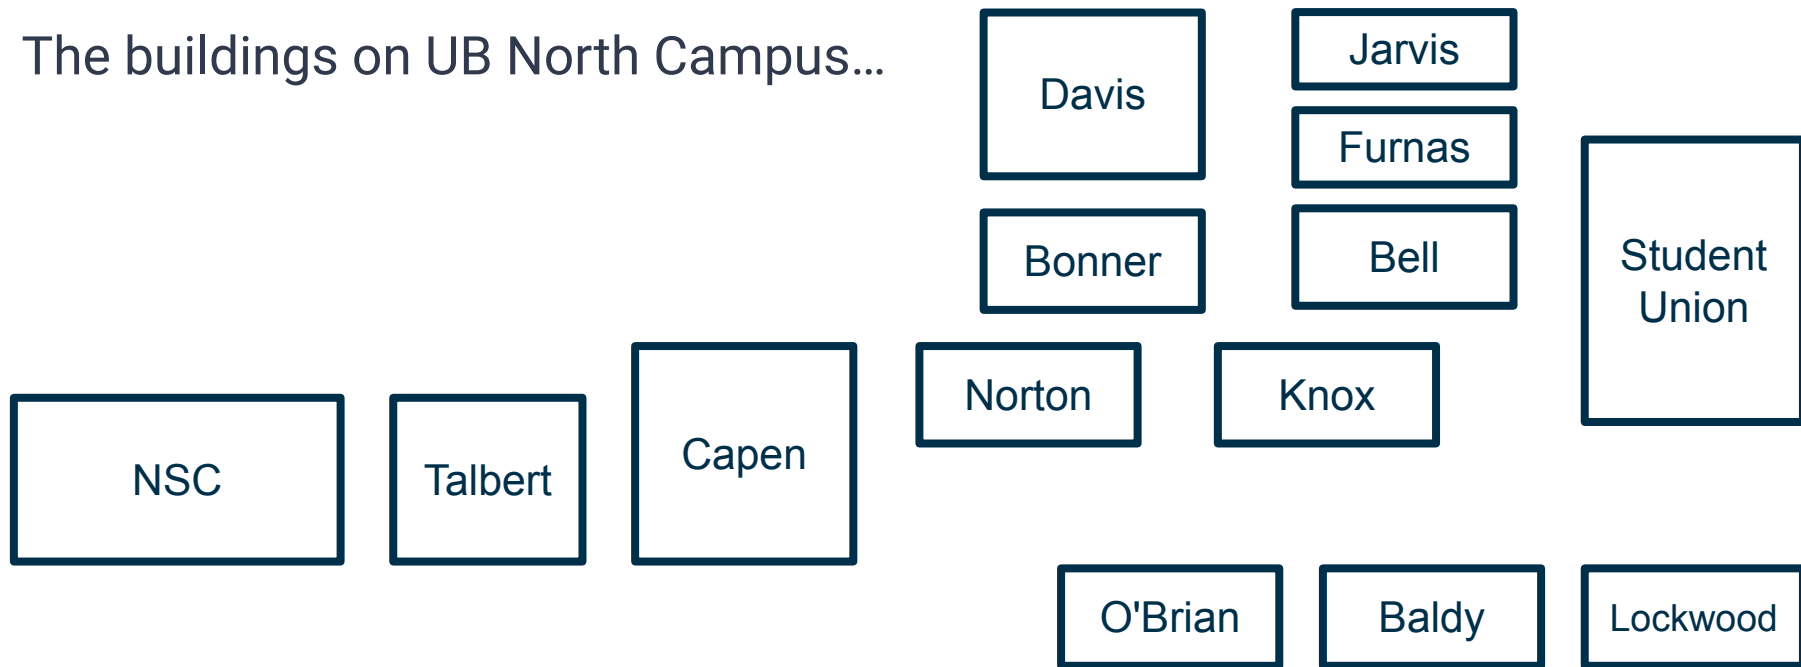 The buildings on UB North Campus…
Davis
Jarvis
Furnas
Bonner
Bell
Student
Union
Norton
Knox
NSC
Talbert
Capen
O'Brian
Baldy
Lockwood